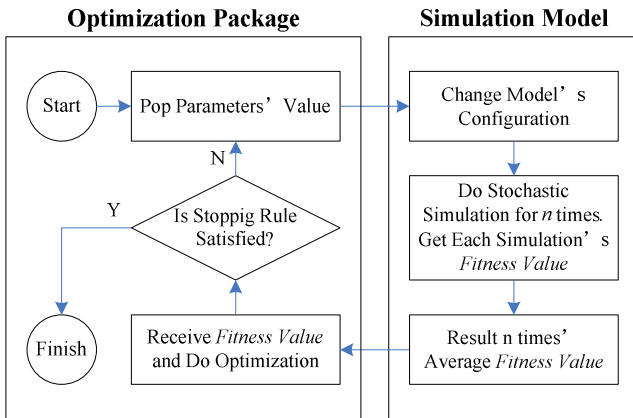 Optimization Package
Simulation Model
Start
Pop Parameters’ Value
Change Model’s
Configuration
N
Do Stochastic
Simulation for n times.
Get Each Simulation’s
Fitness Value
Y
Is Stoppig Rule
Satisfied?
Finish
Receive Fitness Value
and Do Optimization
Result n times’
Average Fitness Value